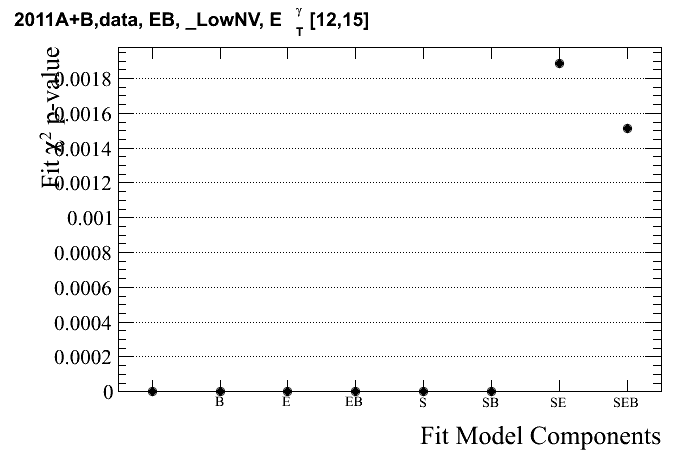 2011A+B,data, EB, _LowNV, E γ T [12,15]
Fit χ² p-value
0.0018
0.0016
0.0014
0.0012
0.001
0.0008
0.0006
0.0004
0.0002
0
B E EB S SB SE SEB
Fit Model Components